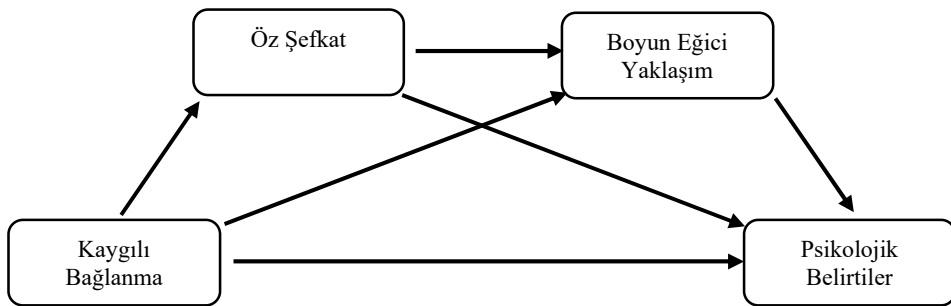 Öz Şefkat
Boyun Eğici
Yaklaşım
Kaygılı
Bağlanma
Psikolojik
Belirtiler